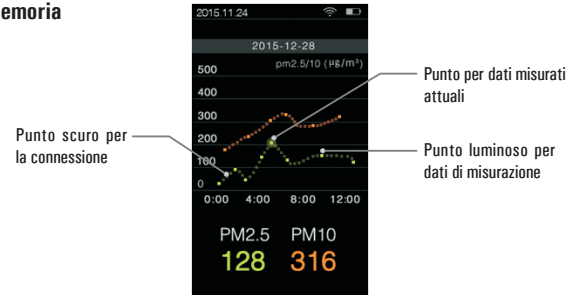 emoria
2015.11.24
2015-12-28
pm2.5/10 (µg/m³)
500
400
300
200
100
0
0:00 4:00 8:00 12:00
PM2.5 PM10
128 316
Punto scuro per
la connessione
Punto per dati misurati
attuali
Punto luminoso per
dati di misurazione